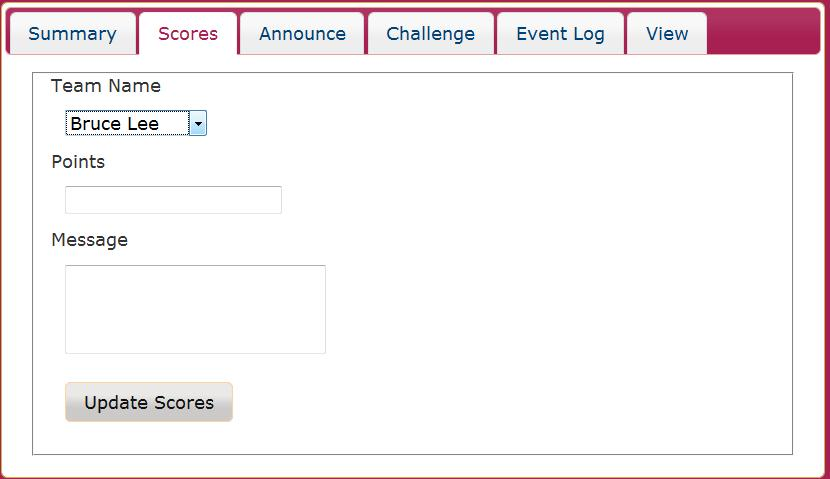 Summary Scores Announce Challenge Event Log View
Team Name
Bruce Lee
Points
Message
Update Scores